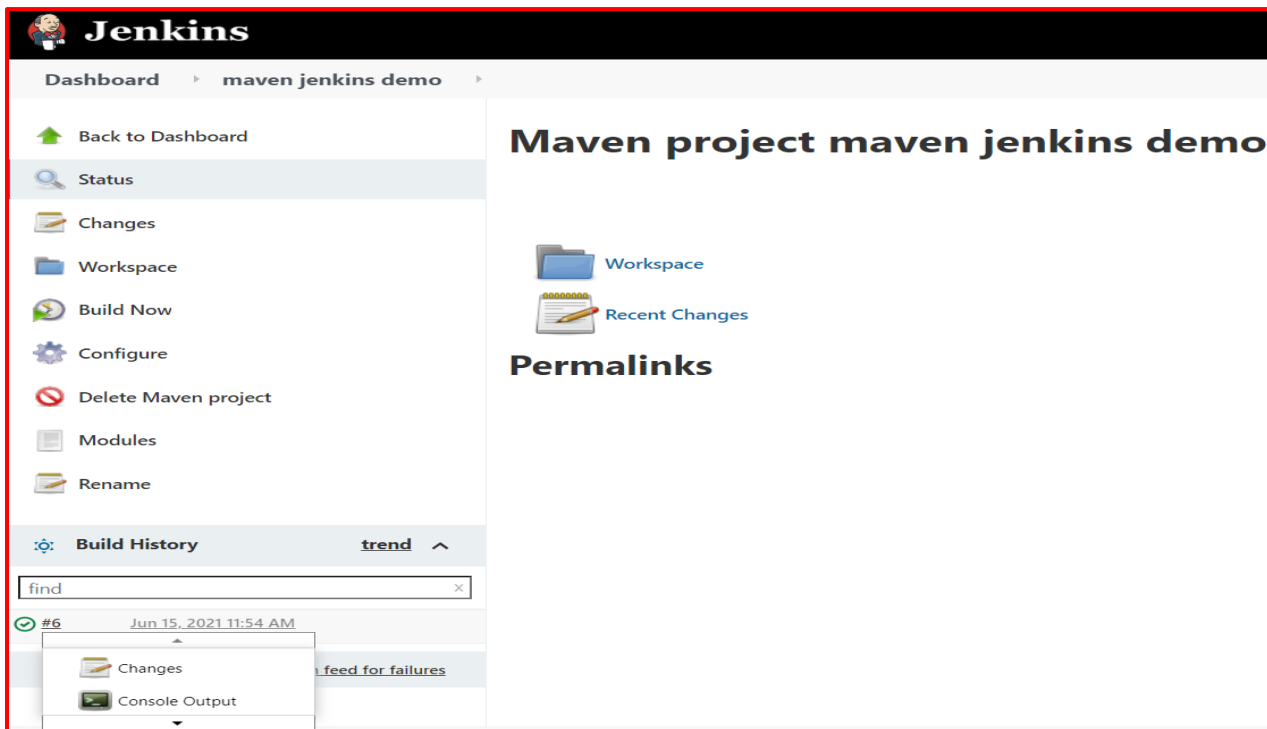 Jenkins
Dashboard maven jenkins demo
Back to Dashboard
Status
Changes
Workspace
Build Now
Configure
Delete Maven project
Modules
Rename
Build History trend
find
#6 Jun 15, 2021 11:54 AM
Changes
feed for failures
Console Output
Maven project maven jenkins demo
Workspace
Recent Changes
Permalinks